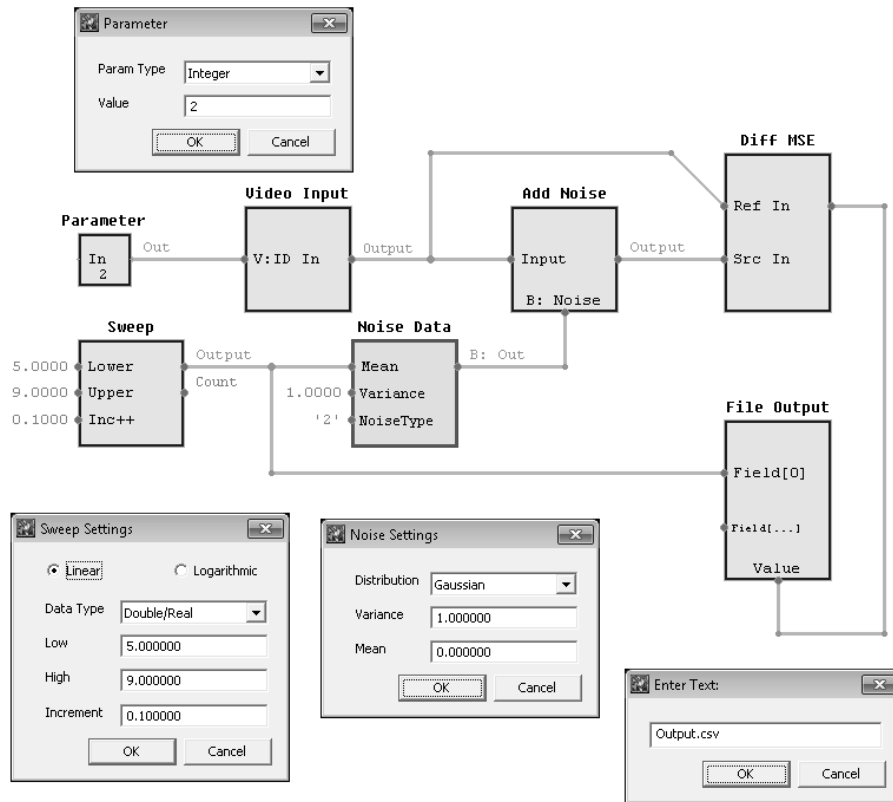 Parameter
Param Type Integer
Value 2
OK Cancel
Diff MSE
Ref In
Src In
Video Input
V:ID In
Output
Add Noise
Input
B: Noise
Output
Parameter
In
2
Out
Sweep
5.0000 Lower
9.0000 Upper
0.1000 Inc++
Output
Count
Noise Data
Mean
1.0000 Variance
'2' NoiseType
B: Out
File Output
Field[0]
Field[...]
Value
Sweep Settings
Linear Logarithmic
Data Type Double/Real
Low 5.000000
High 9.000000
Increment 0.100000
OK Cancel
Noise Settings
Distribution Gaussian
Variance 1.000000
Mean 0.000000
OK Cancel
Enter Text:
Output.csv
OK Cancel